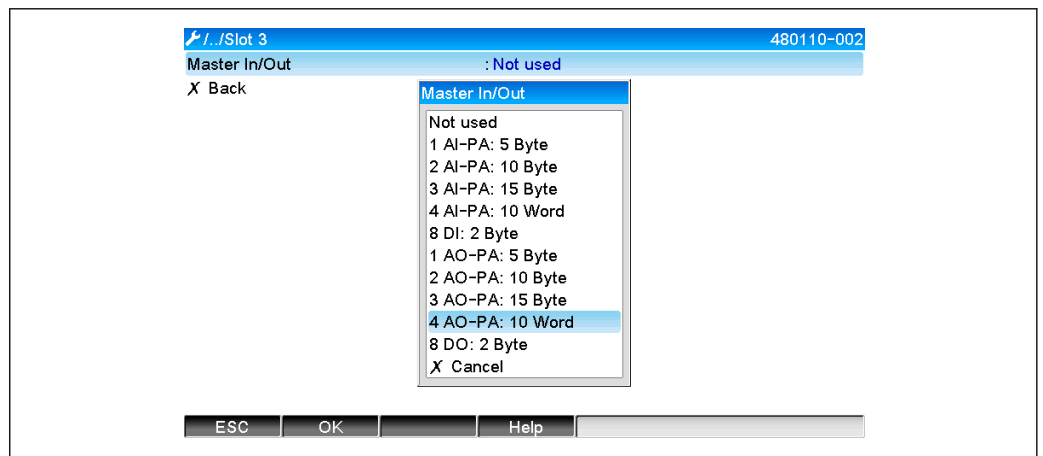 /../Slot 3 480110-002
Master In/Out : Not used
X Back
Master In/Out
Not used
1 AI-PA: 5 Byte
2 AI-PA: 10 Byte
3 AI-PA: 15 Byte
4 AI-PA: 10 Word
8 DI: 2 Byte
1 AO-PA: 5 Byte
2 AO-PA: 10 Byte
3 AO-PA: 15 Byte
4 AO-PA: 10 Word
8 DO: 2 Byte
X Cancel
ESC OK Help